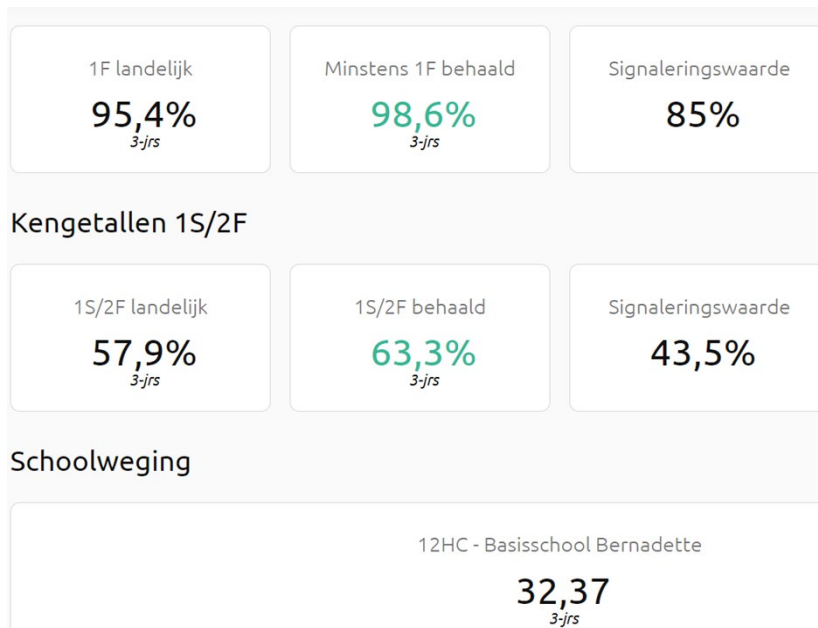 1F landelijk
95,4%
3-jrs
Minstens 1F behaald
98,6%
3-jrs
Signaleringswaarde
85%
Kengetallen 1S/2F
1S/2F landelijk
57,9%
3-jrs
1S/2F behaald
63,3%
3-jrs
Signaleringswaarde
43,5%
Schoolweging
12HC - Basisschool Bernadette
32,37
3-jrs